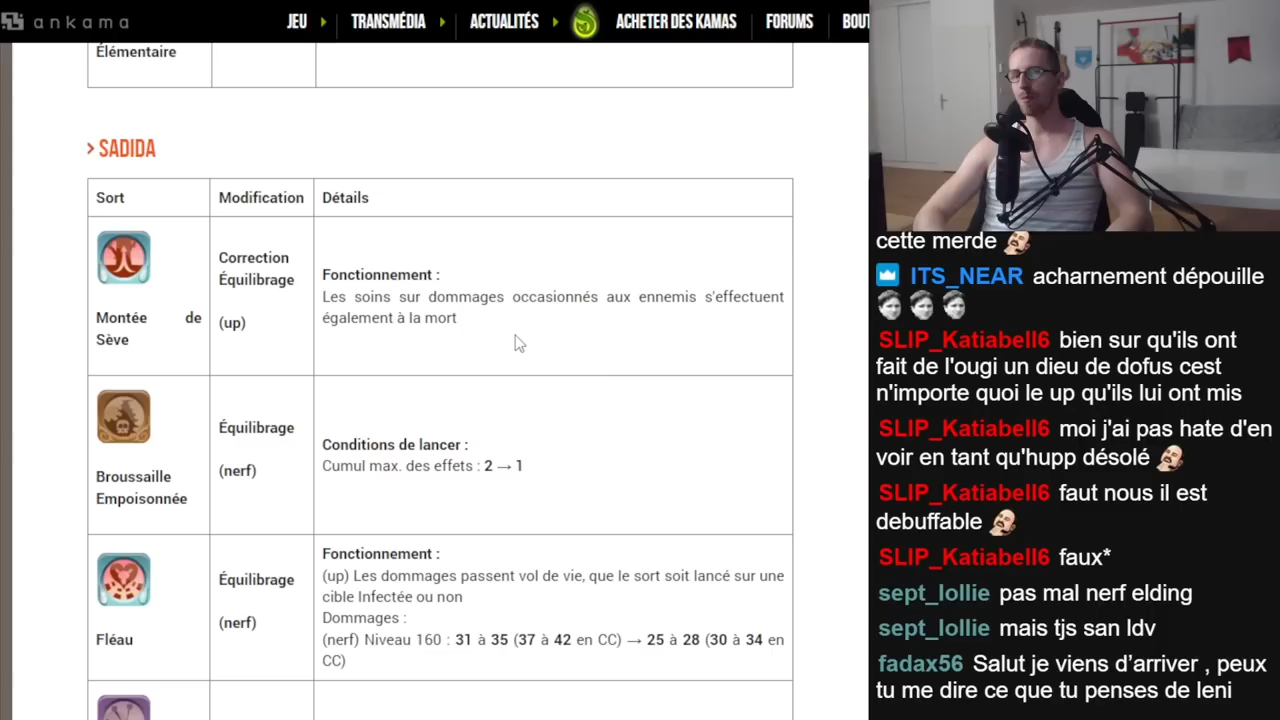 ankama
JEU
TRANSMÉDIA
ACTUALITÉS
ACHETER DES KAMAS
FORUMS
BOUT
Élémentaire
> SADIDA
Sort
Modification
Détails
Montée de
Sève
Correction
Équilibrage
(up)
Fonctionnement :
Les soins sur dommages occasionnés aux ennemis s'effectuent
également à la mort
Broussaille
Empoisonnée
Équilibrage
(nerf)
Conditions de lancer :
Cumul max. des effets : 2 → 1
Fléau
Équilibrage
(nerf)
Fonctionnement :
(up) Les dommages passent vol de vie, que le sort soit lancé sur une
cible Infectée ou non
Dommages :
(nerf) Niveau 160 : 31 à 35 (37 à 42 en CC) → 25 à 28 (30 à 34 en
CC)
cette merde
ITS_NEAR acharnement dépouille
SLIP_Katiabell6 bien sur qu'ils ont
fait de l'ougi un dieu de dofus cest
n'importe quoi le up qu'ils lui ont mis
SLIP_Katiabell6 moi j'ai pas hate d'en
voir en tant qu'hupp désolé
SLIP_Katiabell6 faut nous il est
debuffable
SLIP_Katiabell6 faux*
sept_lollie pas mal nerf elding
sept_lollie mais tjs san ldv
fadax56 Salut je viens d'arriver , peux
tu me dire ce que tu penses de leni